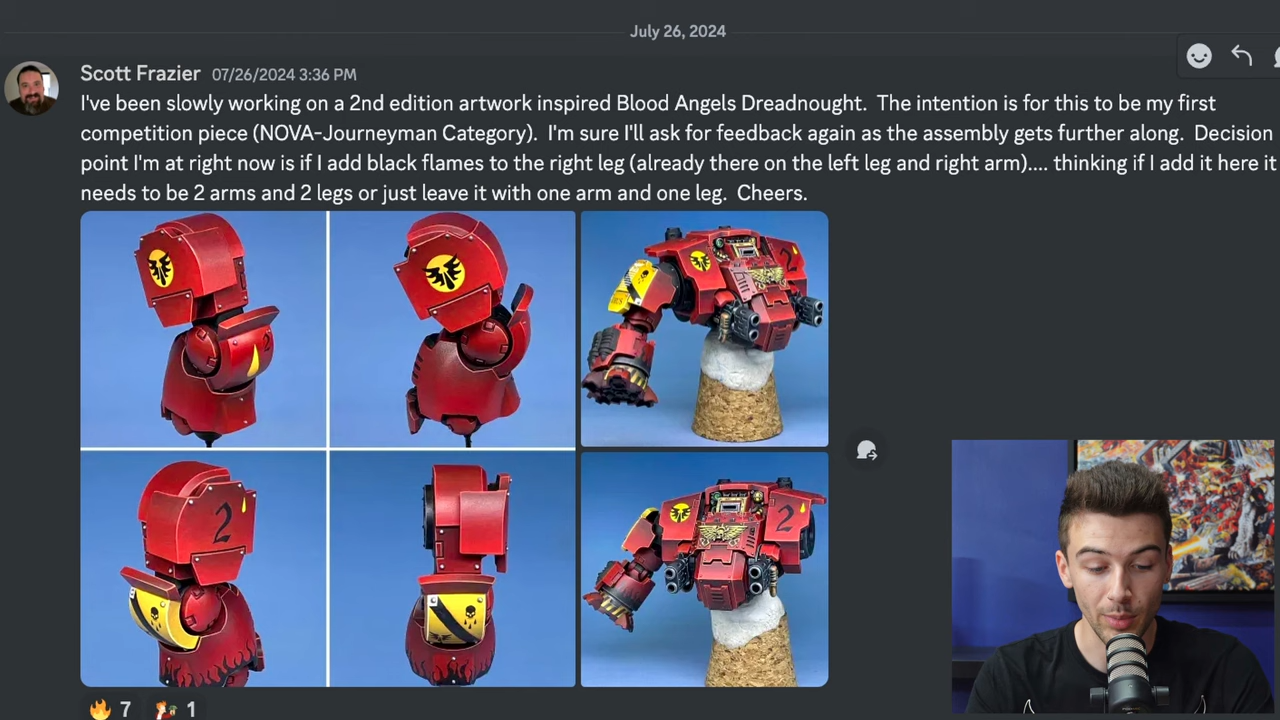 July 26, 2024
Scott Frazier 07/26/2024 3:36 PM
I've been slowly working on a 2nd edition artwork inspired Blood Angels Dreadnought. The intention is for this to be my first
competition piece (NOVA-Journeyman Category). I'm sure I'll ask for feedback again as the assembly gets further along. Decision
point I'm at right now is if I add black flames to the right leg (already there on the left leg and right arm).... thinking if I add it here it
needs to be 2 arms and 2 legs or just leave it with one arm and one leg. Cheers.
2
2
2
2
7
1